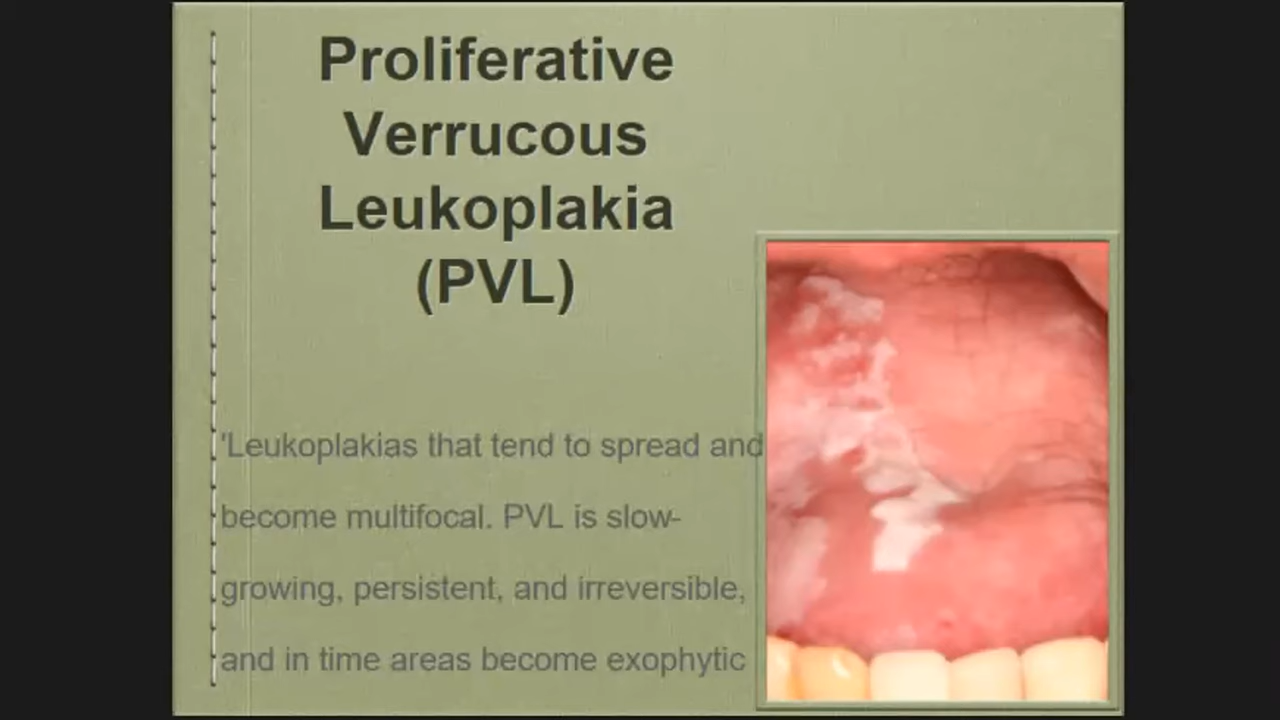 Proliferative
Verrucous
Leukoplakia
(PVL)
'Leukoplakias that tend to spread and
become multifocal. PVL is slow-
growing, persistent, and irreversible,
and in time areas become exophytic